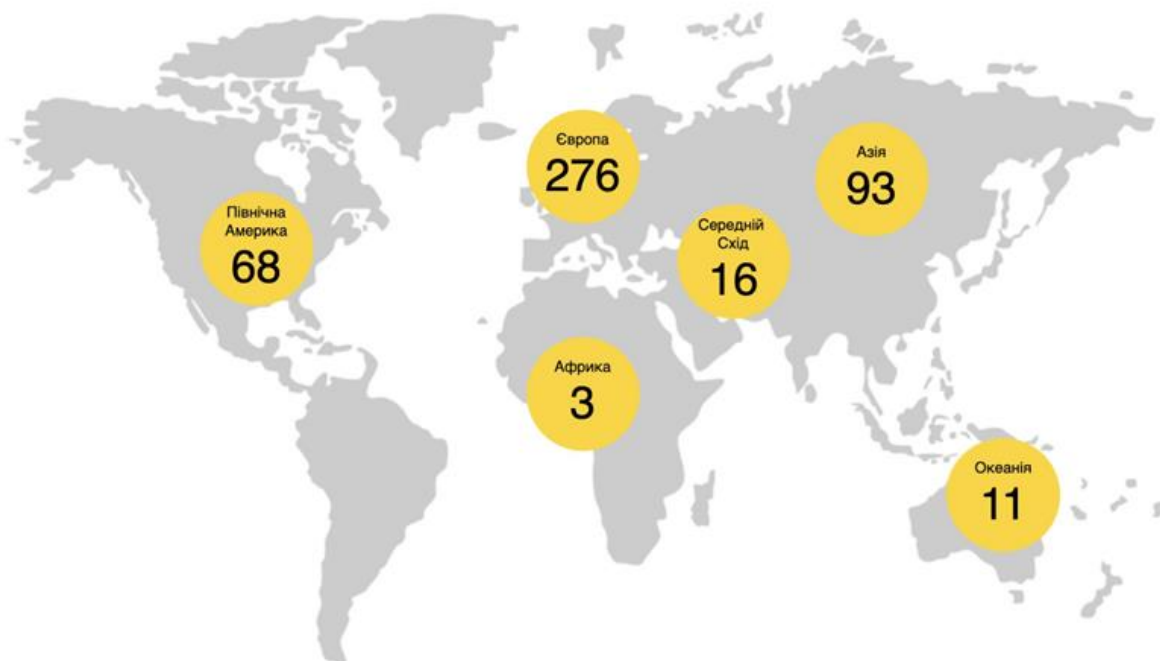 Європа
276
Азія
93
Північна
Америка
68
Середній
Схід
16
Африка
3
Океанія
11